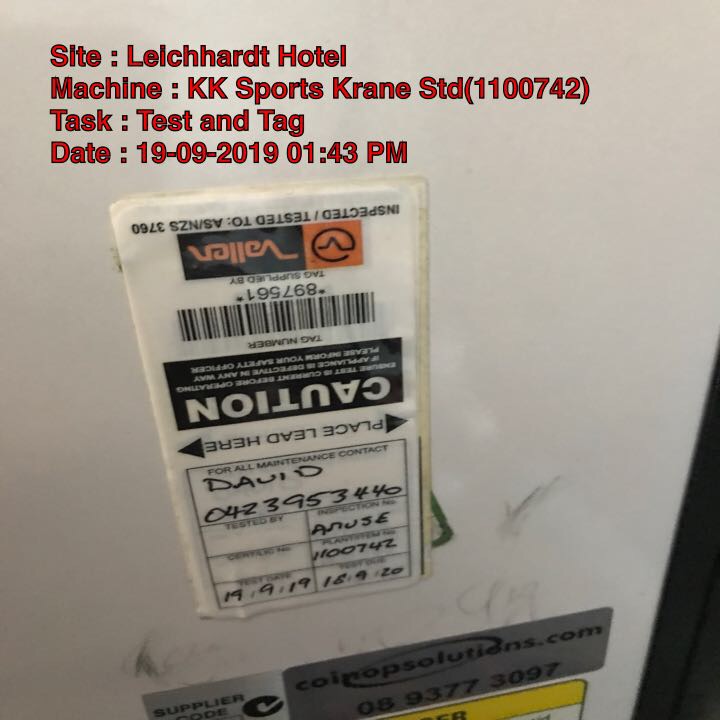 Site : Leichhardt Hotel
Machine : KK Sports Krane Std(1100742)
Task : Test and Tag
Date : 19-09-2019 01:43 PM
INSPECTED / TESTED TO: AS/NZS 3760
Vallen
TAG SUPPLIED BY
*897561*
TAG NUMBER
PLEASE INFORM YOUR SAFETY OFFICER
IF APPLIANCE IS DEFECTIVE IN ANY WAY
ENSURE TEST IS CURRENT BEFORE OPERATING
CAUTION
PLACE LEAD HERE
FOR ALL MAINTENANCE CONTACT
DAVID
0423953440
TESTED BY
INSPECTION No.
AMUSE
CERT/LIC No.
PLANT/ITEM No.
1100742
TEST DATE
TEST DUE
19.9.19
18.9.20
coinopsolutions.com
08 9377 3097
SUPPLIER
CODE